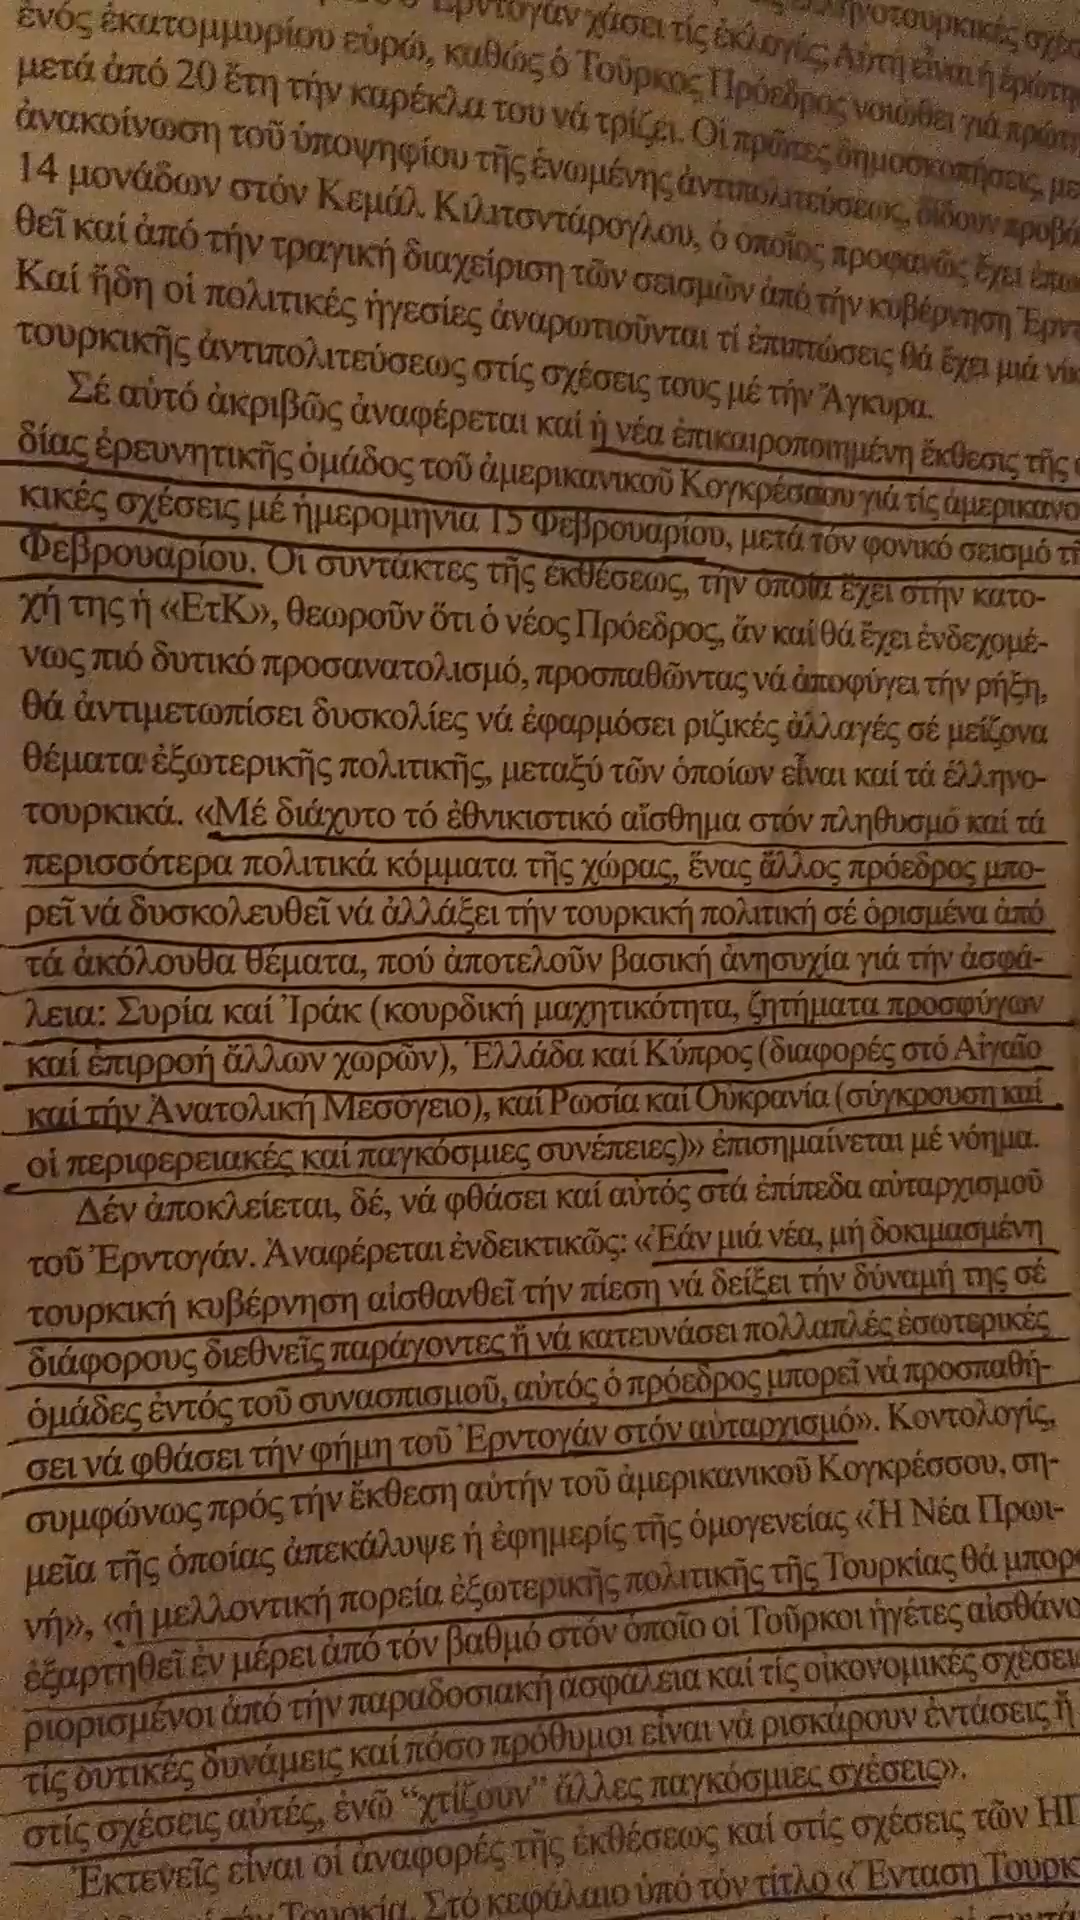 Ἐρντογάν χάσει τίς ἐκλογές; Αὐτή εἶναι ἡ
ἑνός ἑκατομμυρίου εὐρώ, καθώς ὁ Τοῦρκος Πρόεδρος νοιώθει γιά
μετά ἀπό 20 ἔτη τήν καρέκλα του νά τρίζει. Οἱ πρῶτες δημοσκοπήσεις,
ἀνακοίνωση τοῦ ὑποψηφίου τῆς ἑνωμένης ἀντιπολιτεύσεως, δίδουν
14 μονάδων στόν Κεμάλ Κιλιτσντάρογλου, ὁ ὁποῖος προφανῶς ἔχει
θεῖ καί ἀπό τήν τραγική διαχείριση τῶν σεισμῶν ἀπό τήν κυβέρνηση
Καί ἤδη οἱ πολιτικές ἡγεσίες ἀναρωτιοῦνται τί ἐπιπτώσεις θά ἔχει μιά
τουρκικῆς ἀντιπολιτεύσεως στίς σχέσεις τους μέ τήν Ἄγκυρα.
Σέ αὐτό ἀκριβῶς ἀναφέρεται καί ἡ νέα ἐπικαιροποιημένη ἔκθεσις τῆς
δίας ἐρευνητικῆς ὁμάδος τοῦ ἀμερικανικοῦ Κογκρέσσου γιά τίς ἀμερικανο
κικές σχέσεις μέ ἡμερομηνία 15 Φεβρουαρίου, μετά τόν φονικό σεισμό
Φεβρουαρίου. Οἱ συντάκτες τῆς ἐκθέσεως, τήν ὁποία ἔχει στήν κατο-
χή της ἡ «ΕτΚ», θεωροῦν ὅτι ὁ νέος Πρόεδρος, ἄν καί θά ἔχει ἐνδεχομέ-
νως πιό δυτικό προσανατολισμό, προσπαθῶντας νά ἀποφύγει τήν ρήξη,
θά ἀντιμετωπίσει δυσκολίες νά ἐφαρμόσει ριζικές ἀλλαγές σέ μείζονα
θέματα ἐξωτερικῆς πολιτικῆς, μεταξύ τῶν ὁποίων εἶναι καί τά ἑλληνο-
τουρκικά. «Μέ διάχυτο τό ἐθνικιστικό αἴσθημα στόν πληθυσμό καί τά
περισσότερα πολιτικά κόμματα τῆς χώρας, ἕνας ἄλλος πρόεδρος μπο-
ρεῖ νά δυσκολευθεῖ νά ἀλλάξει τήν τουρκική πολιτική σέ ὁρισμένα ἀπό
τά ἀκόλουθα θέματα, πού ἀποτελοῦν βασική ἀνησυχία γιά τήν ἀσφά-
λεια: Συρία καί Ἰράκ (κουρδική μαχητικότητα, ζητήματα προσφύγων
καί ἐπιρροή ἄλλων χωρῶν), Ἑλλάδα καί Κύπρος (διαφορές στό Αἰγαῖο
καί τήν Ἀνατολική Μεσόγειο), καί Ρωσία καί Οὐκρανία (σύγκρουση καί
οἱ περιφερειακές καί παγκόσμιες συνέπειες)» ἐπισημαίνεται μέ νόημα.
Δέν ἀποκλείεται, δέ, νά φθάσει καί αὐτός στά ἐπίπεδα αὐταρχισμοῦ
τοῦ Ἐρντογάν. Ἀναφέρεται ἐνδεικτικῶς: «Ἐάν μιά νέα, μή δοκιμασμένη
τουρκική κυβέρνηση αἰσθανθεῖ τήν πίεση νά δείξει τήν δύναμή της σέ
διάφορους διεθνεῖς παράγοντες ἤ νά κατευνάσει πολλαπλές ἐσωτερικές
ὁμάδες ἐντός τοῦ συνασπισμοῦ, αὐτός ὁ πρόεδρος μπορεῖ νά προσπαθή-
σει νά φθάσει τήν φήμη τοῦ Ἐρντογάν στόν αὐταρχισμό». Κοντολογίς,
συμφώνως πρός τήν ἔκθεση αὐτήν τοῦ ἀμερικανικοῦ Κογκρέσσου, ση-
μεῖα τῆς ὁποίας ἀπεκάλυψε ἡ ἐφημερίς τῆς ὁμογενείας «Ἡ Νέα Πρωι-
νή», «ἡ μελλοντική πορεία ἐξωτερικῆς πολιτικῆς τῆς Τουρκίας θά μπορ
ἐξαρτηθεῖ ἐν μέρει ἀπό τόν βαθμό στόν ὁποῖο οἱ Τοῦρκοι ἡγέτες αἰσθάνο
ριορισμένοι ἀπό τήν παραδοσιακή ἀσφάλεια καί τίς οἰκονομικές σχέσει
τίς δυτικές δυνάμεις καί πόσο πρόθυμοι εἶναι νά ρισκάρουν ἐντάσεις ἤ
στίς σχέσεις αὐτές, ἐνῶ “χτίζουν” ἄλλες παγκόσμιες σχέσεις».
Ἐκτενεῖς εἶναι οἱ ἀναφορές τῆς ἐκθέσεως καί στίς σχέσεις τῶν ΗΠ
Τουρκία. Στό κεφάλαιο ὑπό τόν τίτλο «Ἔνταση Τουρκ